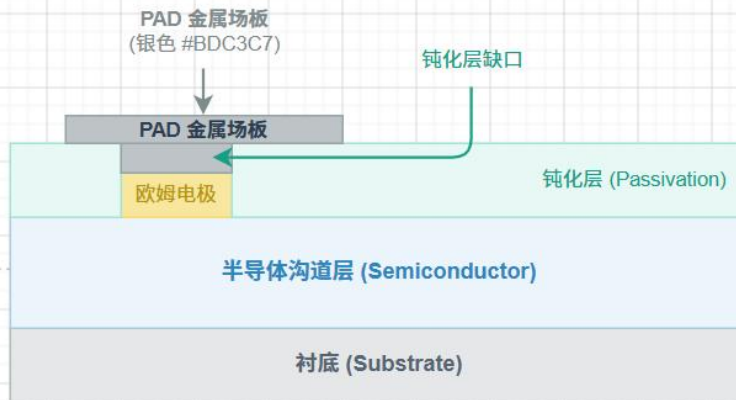 PAD 金属场板
(银色 #BDC3C7)
钝化层缺口
PAD 金属场板
钝化层 (Passivation)
欧姆电极
半导体沟道层 (Semiconductor)
衬底 (Substrate)